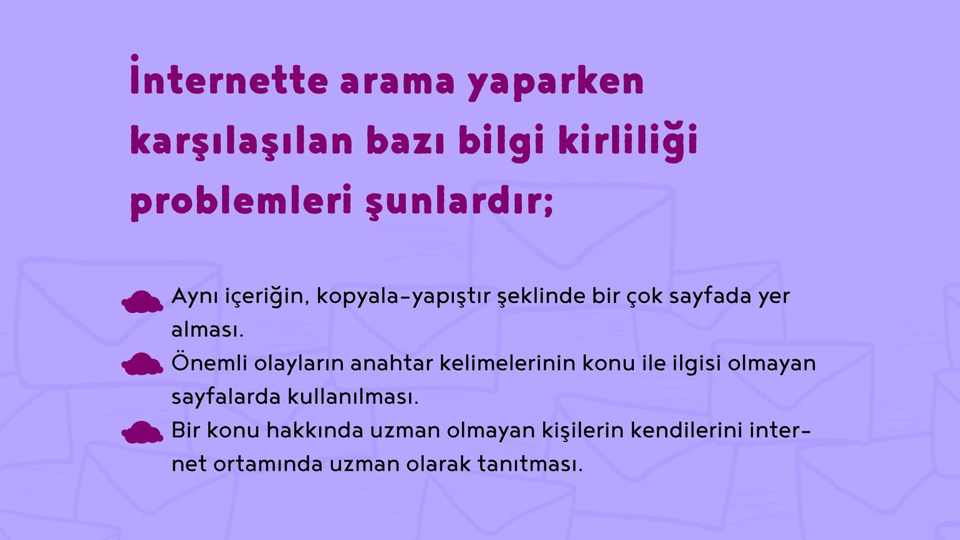 İnternette arama yaparken
karşılaşılan bazı bilgi kirliliği
problemleri şunlardır;
Aynı içeriğin, kopyala-yapıştır şeklinde bir çok sayfada yer
alması.
Önemli olayların anahtar kelimelerinin konu ile ilgisi olmayan
sayfalarda kullanılması.
Bir konu hakkında uzman olmayan kişilerin kendilerini inter-
net ortamında uzman olarak tanıtması.